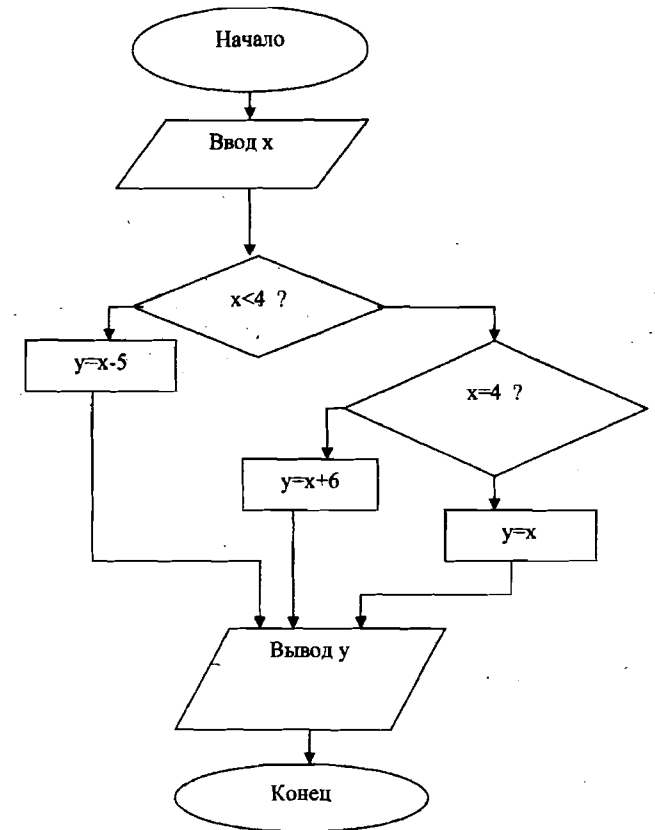 Начало
Ввод x
x<4 ?
y=x-5
x=4 ?
y=x+6
y=x
Вывод y
Конец